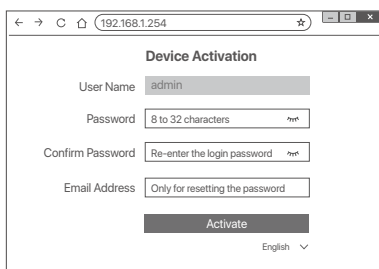 192.168.1.254
Device Activation
User Name admin
Password 8 to 32 characters
Confirm Password Re-enter the login password
Email Address Only for resetting the password
Activate
English